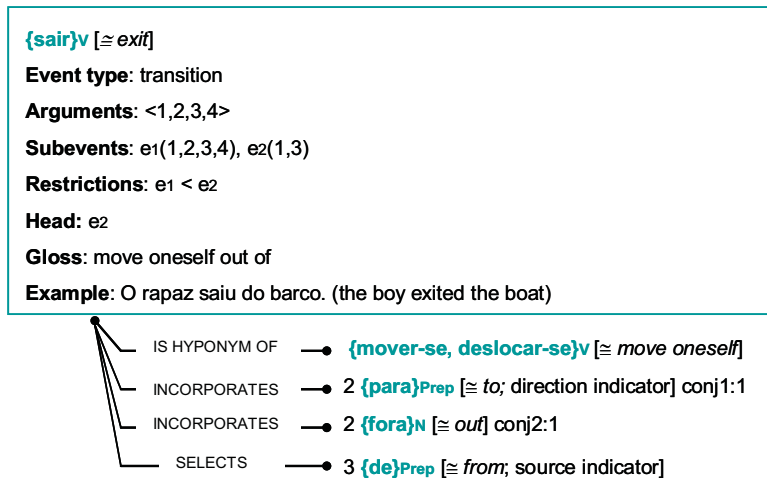 {sair}V [≅ exit]
Event type: transition
Arguments: <1,2,3,4>
Subevents: e1(1,2,3,4), e2(1,3)
Restrictions: e1 < e2
Head: e2
Gloss: move oneself out of
Example: O rapaz saiu do barco. (the boy exited the boat)
IS HYPONYM OF {mover-se, deslocar-se}V [≅ move oneself]
INCORPORATES 2 {para}Prep [≅ to; direction indicator] conj1:1
INCORPORATES 2 {fora}N [≅ out] conj2:1
SELECTS 3 {de}Prep [≅ from; source indicator]